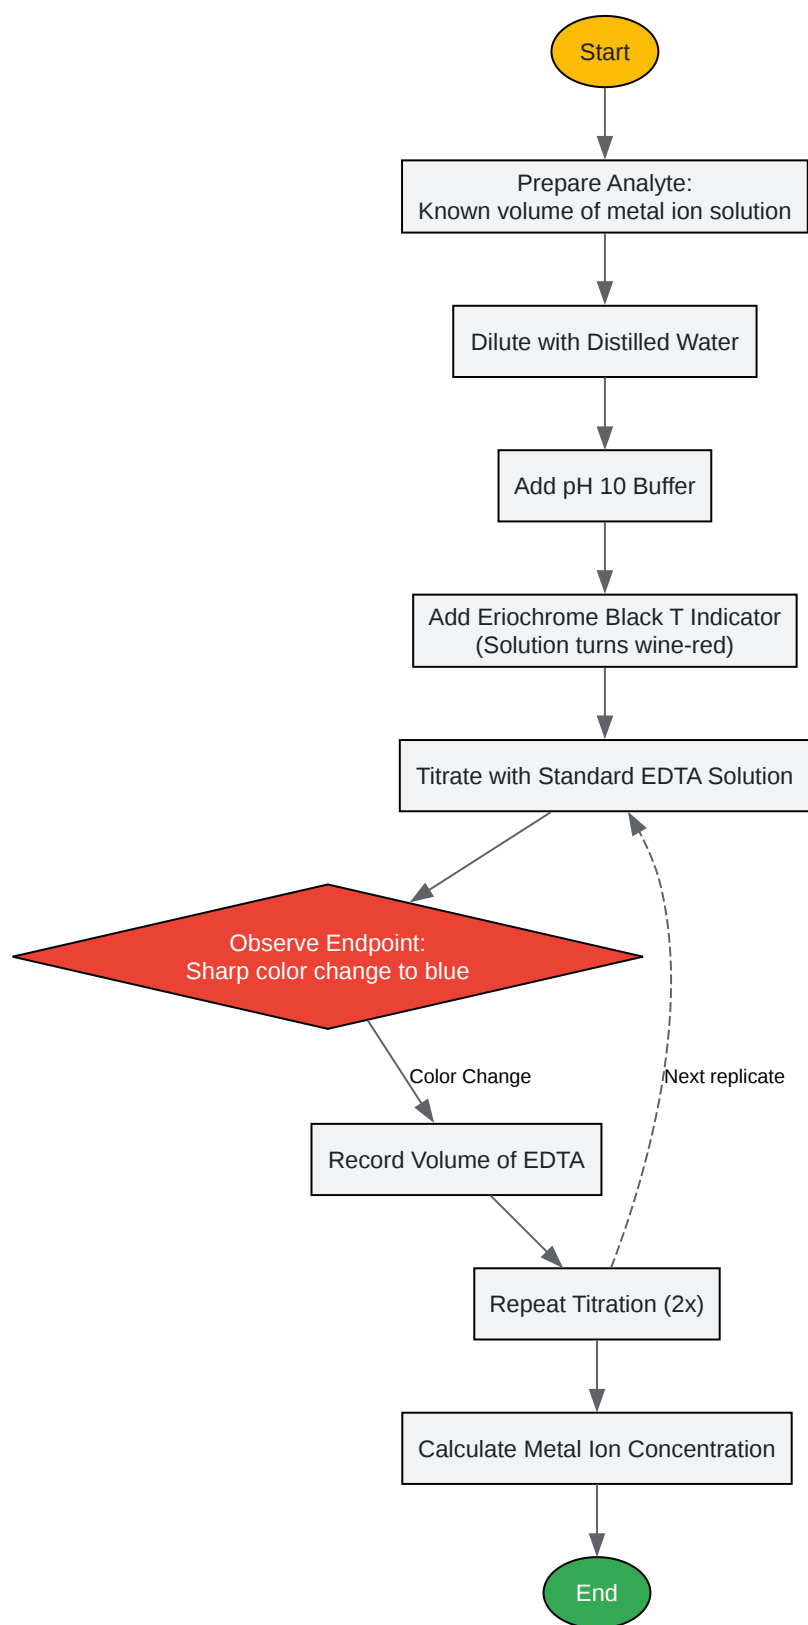 Start
Prepare Analyte:
Known volume of metal ion solution
Dilute with Distilled Water
Add pH 10 Buffer
Add Eriochrome Black T Indicator
(Solution turns wine-red)
Titrate with Standard EDTA Solution
Observe Endpoint:
Sharp color change to blue
Color Change
Next replicate
Record Volume of EDTA
Repeat Titration (2x)
Calculate Metal Ion Concentration
End